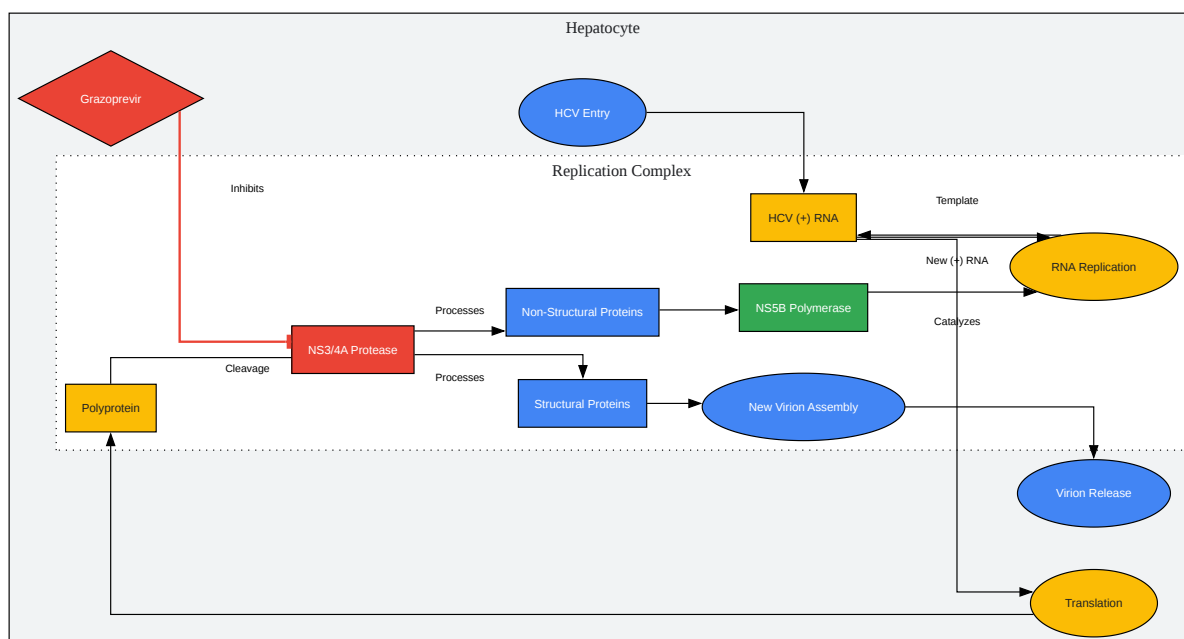 Hepatocyte
Grazoprevir
HCV Entry
Replication Complex
Inhibits
Template
HCV (+) RNA
New (+) RNA
RNA Replication
Processes
Non-Structural Proteins
NS5B Polymerase
Catalyzes
NS3/4A Protease
Cleavage
Processes
Polyprotein
Structural Proteins
New Virion Assembly
Virion Release
Translation